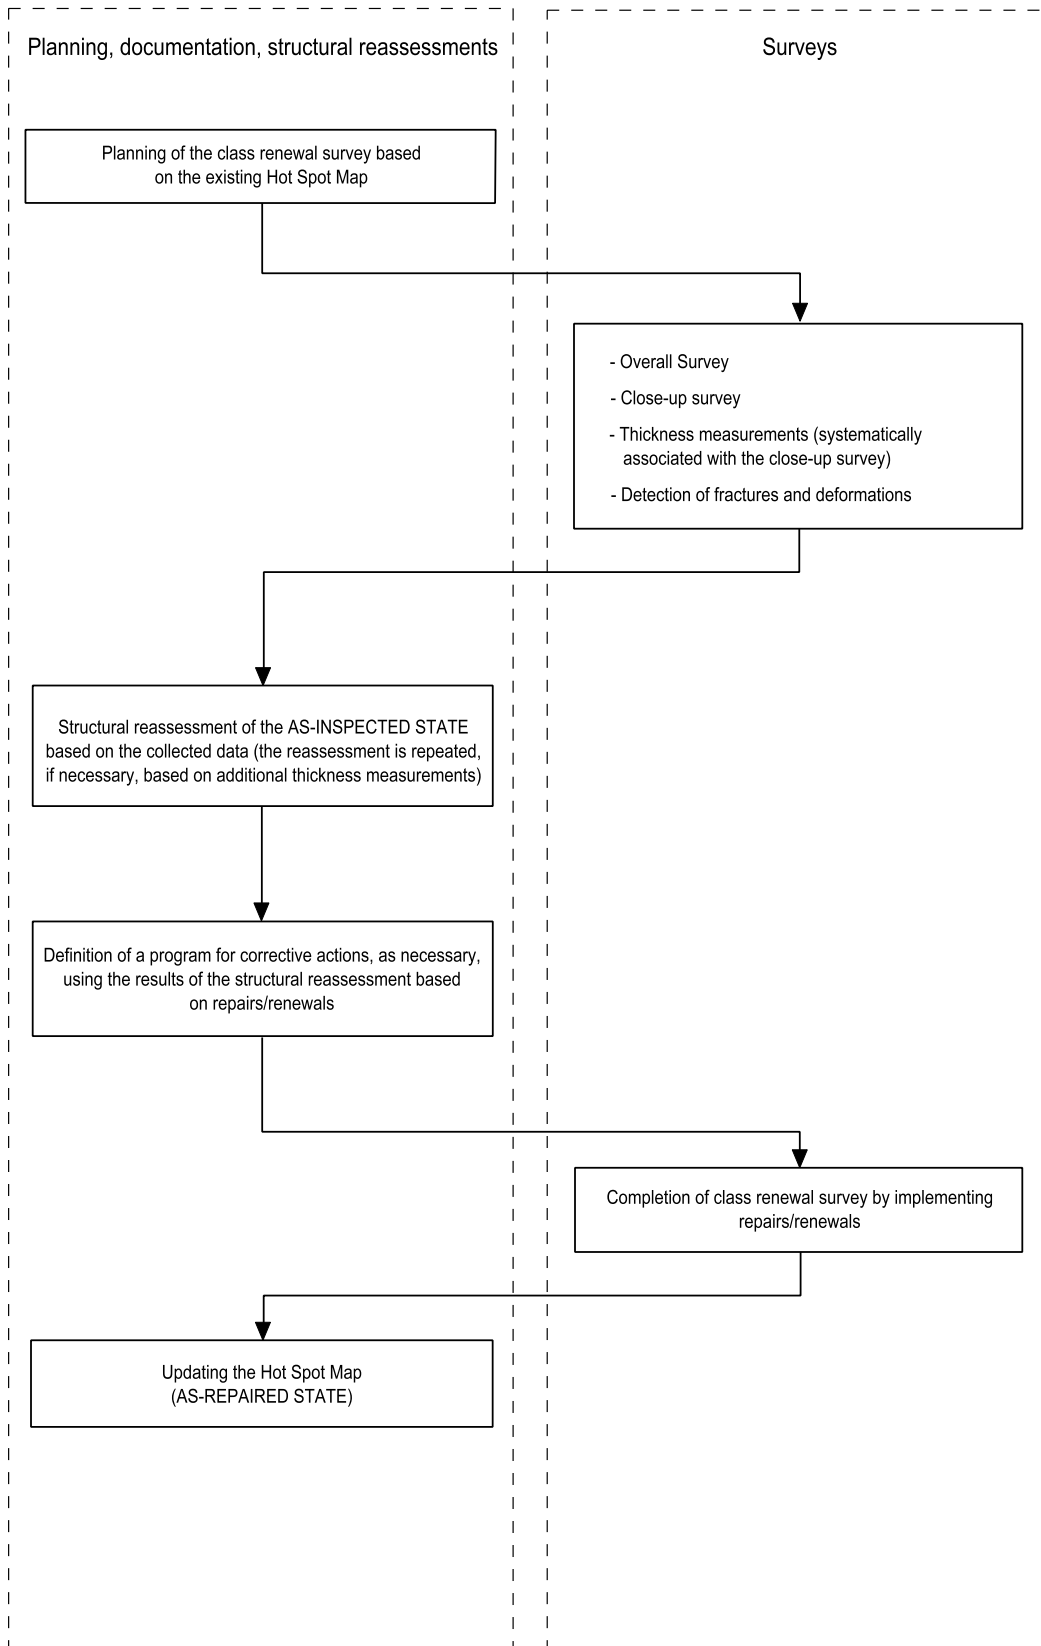 Planning, documentation, structural reassessments
Surveys
Planning of the class renewal survey based
on the existing Hot Spot Map
- Overall Survey
- Close-up survey
- Thickness measurements (systematically
associated with the close-up survey)
- Detection of fractures and deformations
Structural reassessment of the AS-INSPECTED STATE
based on the collected data (the reassessment is repeated,
if necessary, based on additional thickness measurements)
Definition of a program for corrective actions, as necessary,
using the results of the structural reassessment based
on repairs/renewals
Completion of class renewal survey by implementing
repairs/renewals
Updating the Hot Spot Map
(AS-REPAIRED STATE)